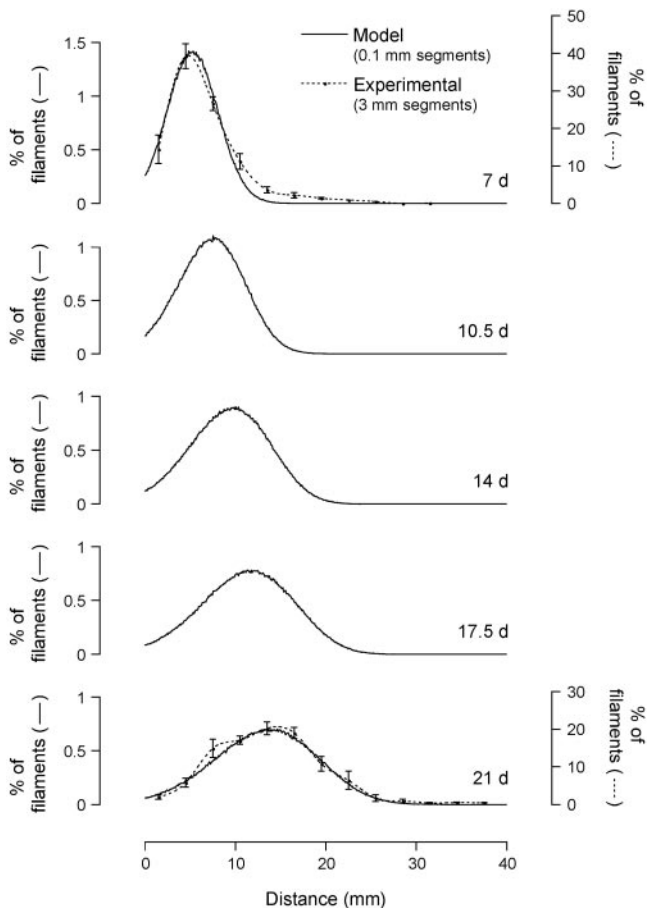 Model
(0.1 mm segments)
Experimental
(3 mm segments)
% of
filaments (—)
1.5
1
0.5
0
50
40
30
20
10
0
% of
filaments (----)
7 d
% of
filaments (—)
1
0.5
0
10.5 d
% of
filaments (—)
1
0.5
0
14 d
% of
filaments (—)
1
0.5
0
17.5 d
% of
filaments (—)
1
0.5
0
30
20
10
0
% of
filaments (----)
21 d
0 10 20 30 40
Distance (mm)